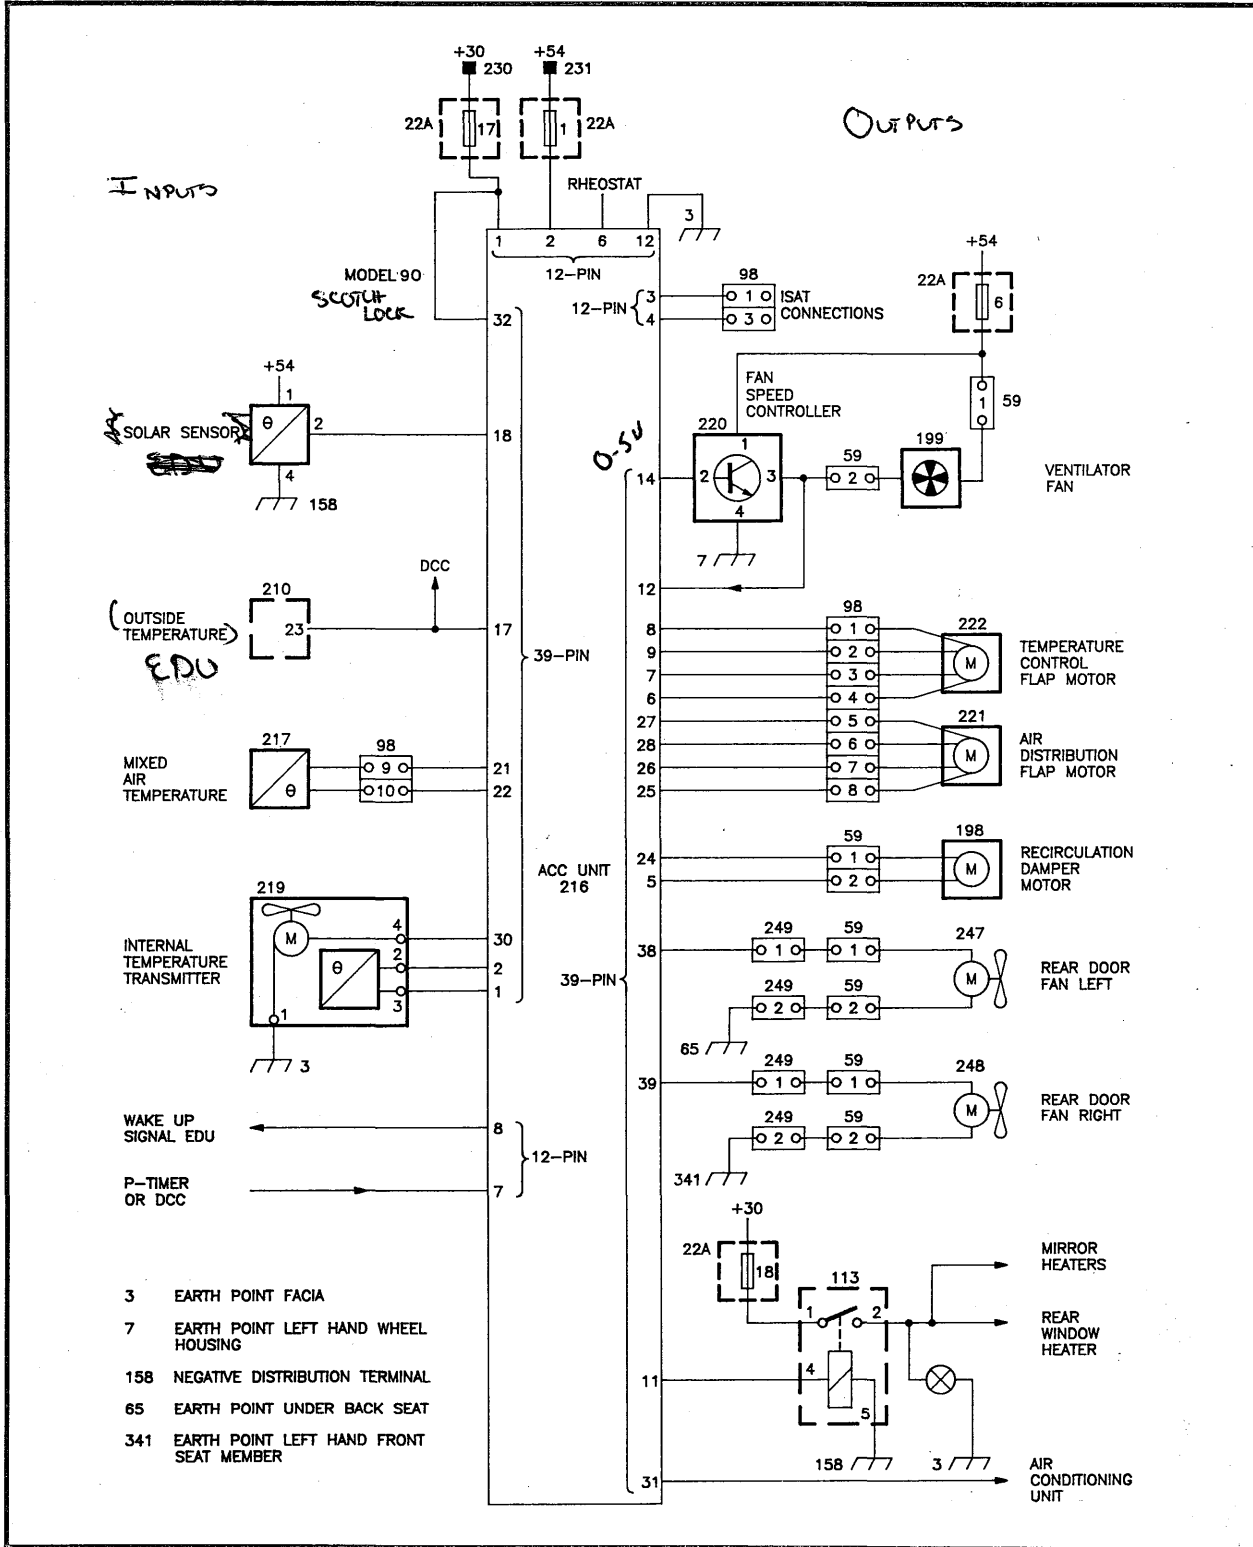 +30
230
+54
231
22A
17
1
22A
OUTPUTS
INPUTS
RHEOSTAT
3
1 2 6 12
12-PIN
MODEL 90
SCOTCH
LOCK
32
12-PIN
3
4
98
1
3
ISAT
CONNECTIONS
+54
22A
6
59
1
+54
1
SOLAR SENSOR
θ
2
4
158
18
FAN
SPEED
CONTROLLER
0-5V
220
14
1
2
3
4
7
59
2
199
VENTILATOR
FAN
12
DCC
210
(OUTSIDE
TEMPERATURE)
23
17
EDU
39-PIN
98
8
9
7
6
27
28
26
25
1
2
3
4
5
6
7
8
222
M
TEMPERATURE
CONTROL
FLAP MOTOR
221
M
AIR
DISTRIBUTION
FLAP MOTOR
217
MIXED
AIR
TEMPERATURE
θ
98
9
10
21
22
ACC UNIT
216
24
5
59
1
2
198
M
RECIRCULATION
DAMPER
MOTOR
219
INTERNAL
TEMPERATURE
TRANSMITTER
M
θ
4
2
3
1
3
30
2
1
39-PIN
38
249
1
59
1
247
M
REAR DOOR
FAN LEFT
249
2
59
2
65
39
249
1
59
1
248
M
REAR DOOR
FAN RIGHT
249
2
59
2
341
WAKE UP
SIGNAL EDU
8
12-PIN
P-TIMER
OR DCC
7
+30
22A
18
113
1
2
4
5
MIRROR
HEATERS
REAR
WINDOW
HEATER
11
158
3
31
AIR
CONDITIONING
UNIT
3 EARTH POINT FACIA
7 EARTH POINT LEFT HAND WHEEL
HOUSING
158 NEGATIVE DISTRIBUTION TERMINAL
65 EARTH POINT UNDER BACK SEAT
341 EARTH POINT LEFT HAND FRONT
SEAT MEMBER